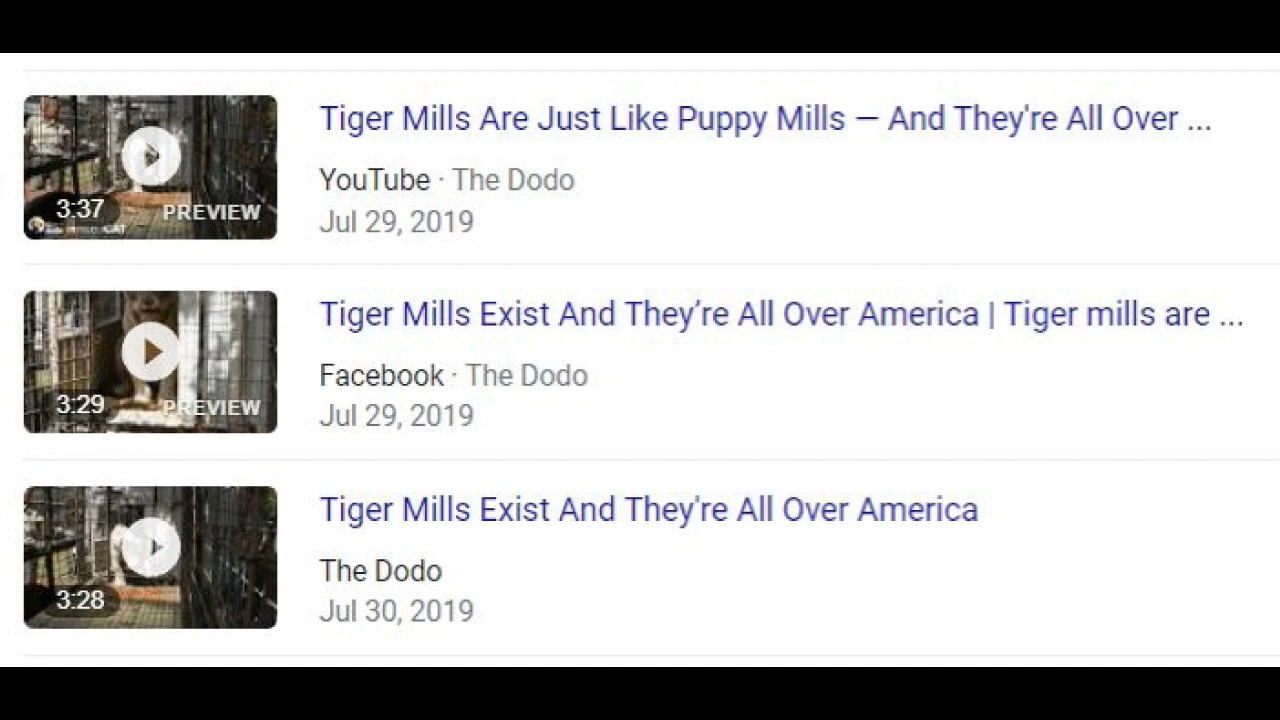 Tiger Mills Are Just Like Puppy Mills — And They're All Over ...
YouTube · The Dodo
Jul 29, 2019
3:37
PREVIEW
CAT
Tiger Mills Exist And They’re All Over America | Tiger mills are ...
Facebook · The Dodo
Jul 29, 2019
3:29
PREVIEW
Tiger Mills Exist And They're All Over America
The Dodo
Jul 30, 2019
3:28